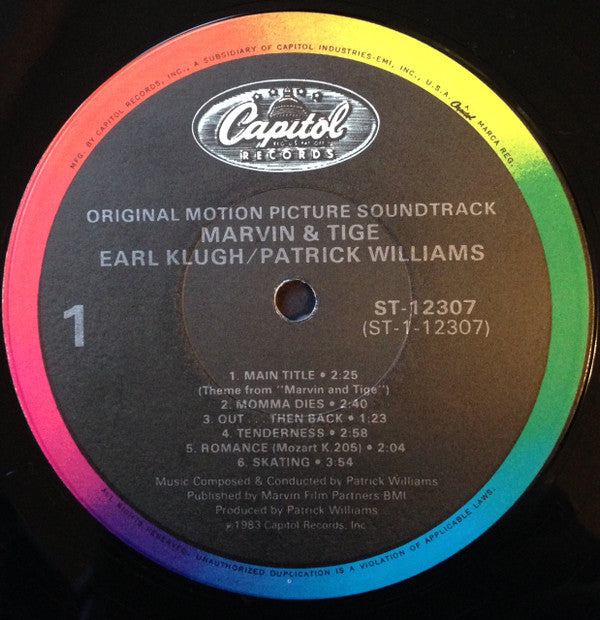 MFG. BY CAPITOL RECORDS, INC., A SUBSIDIARY OF CAPITOL INDUSTRIES-EMI, INC., U.S.A. Capitol MARCA REG.
Capitol
RECORDS
ORIGINAL MOTION PICTURE SOUNDTRACK
MARVIN & TIGE
EARL KLUGH/PATRICK WILLIAMS
1
ST-12307
(ST-1-12307)
1. MAIN TITLE • 2:25
(Theme from "Marvin and Tige")
2. MOMMA DIES • 2:40
3. OUT . . . THEN BACK • 1:23
4. TENDERNESS • 2:58
5. ROMANCE (Mozart K.205) • 2:04
6. SKATING • 3:54
Music Composed & Conducted by Patrick Williams
Published by Marvin Film Partners BMI
Produced by Patrick Williams
℗1983 Capitol Records, Inc.
ALL RIGHTS RESERVED. UNAUTHORIZED DUPLICATION IS A VIOLATION OF APPLICABLE LAWS.